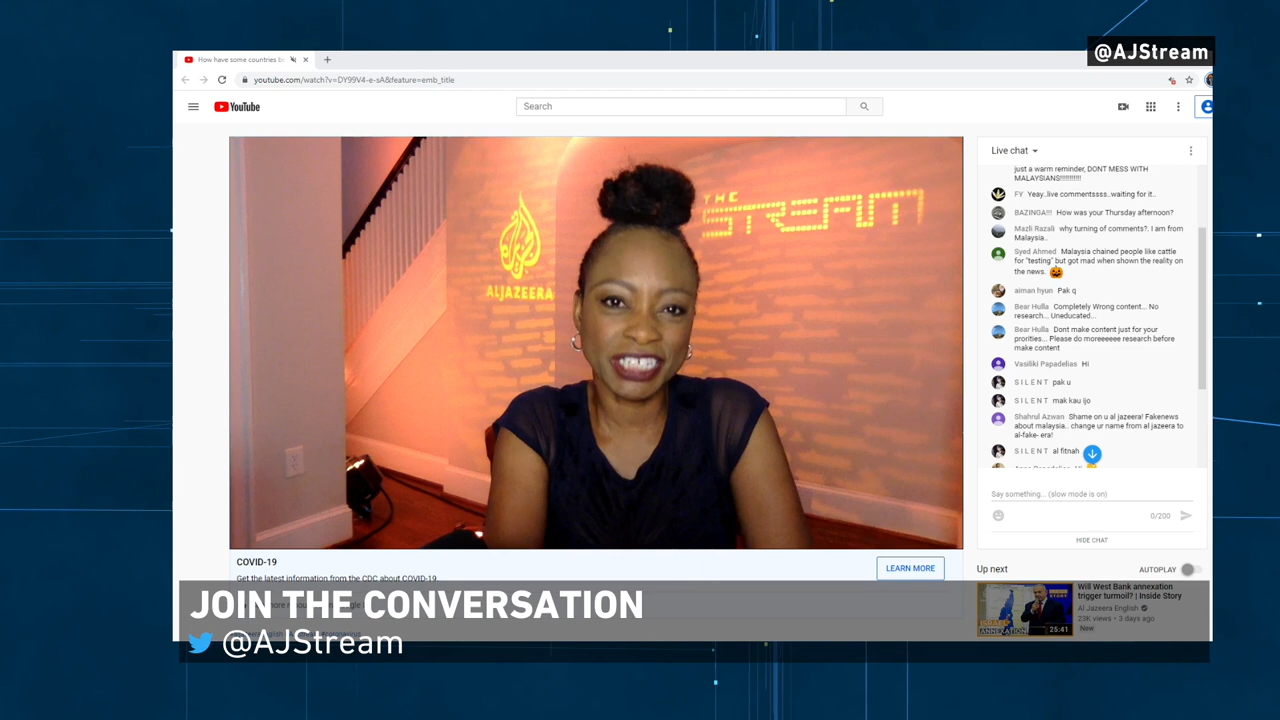 @AJStream
How have some countries b
youtube.com/watch?v=DY99V4-e-sA&feature=emb_title
YouTube
Search
THE
STREAM
ALJAZEERA
Live chat
just a warm reminder, DONT MESS WITH
MALAYSIANS!!!!!!!!!!!
FY Yeay..live commentssss..waiting for it..
BAZINGA!!! How was your Thursday afternoon?
Mazli Razali why turning of comments?. I am from
Malaysia..
Syed Ahmed Malaysia chained people like cattle
for "testing" but got mad when shown the reality on
the news.
aiman hyun Pak q
Bear Hulla Completely Wrong content... No
research... Uneducated...
Bear Hulla Dont make content just for your
prorities... Please do moreeeeee research before
make content
Vasiliki Papadelias Hi
S I L E N T pak u
S I L E N T mak kau ijo
Shahrul Azwan Shame on u al jazeera! Fakenews
about malaysia.. change ur name from al jazeera to
al-fake- era!
S I L E N T al fitnah
Say something... (slow mode is on)
0/200
HIDE CHAT
COVID-19
Get the latest information from the CDC about COVID-19.
LEARN MORE
Up next
AUTOPLAY
Will West Bank annexation
trigger turmoil? | Inside Story
Al Jazeera English
23K views • 3 days ago
New
ISRAEL
ANNEXATION
25:41
JOIN THE CONVERSATION
@AJStream